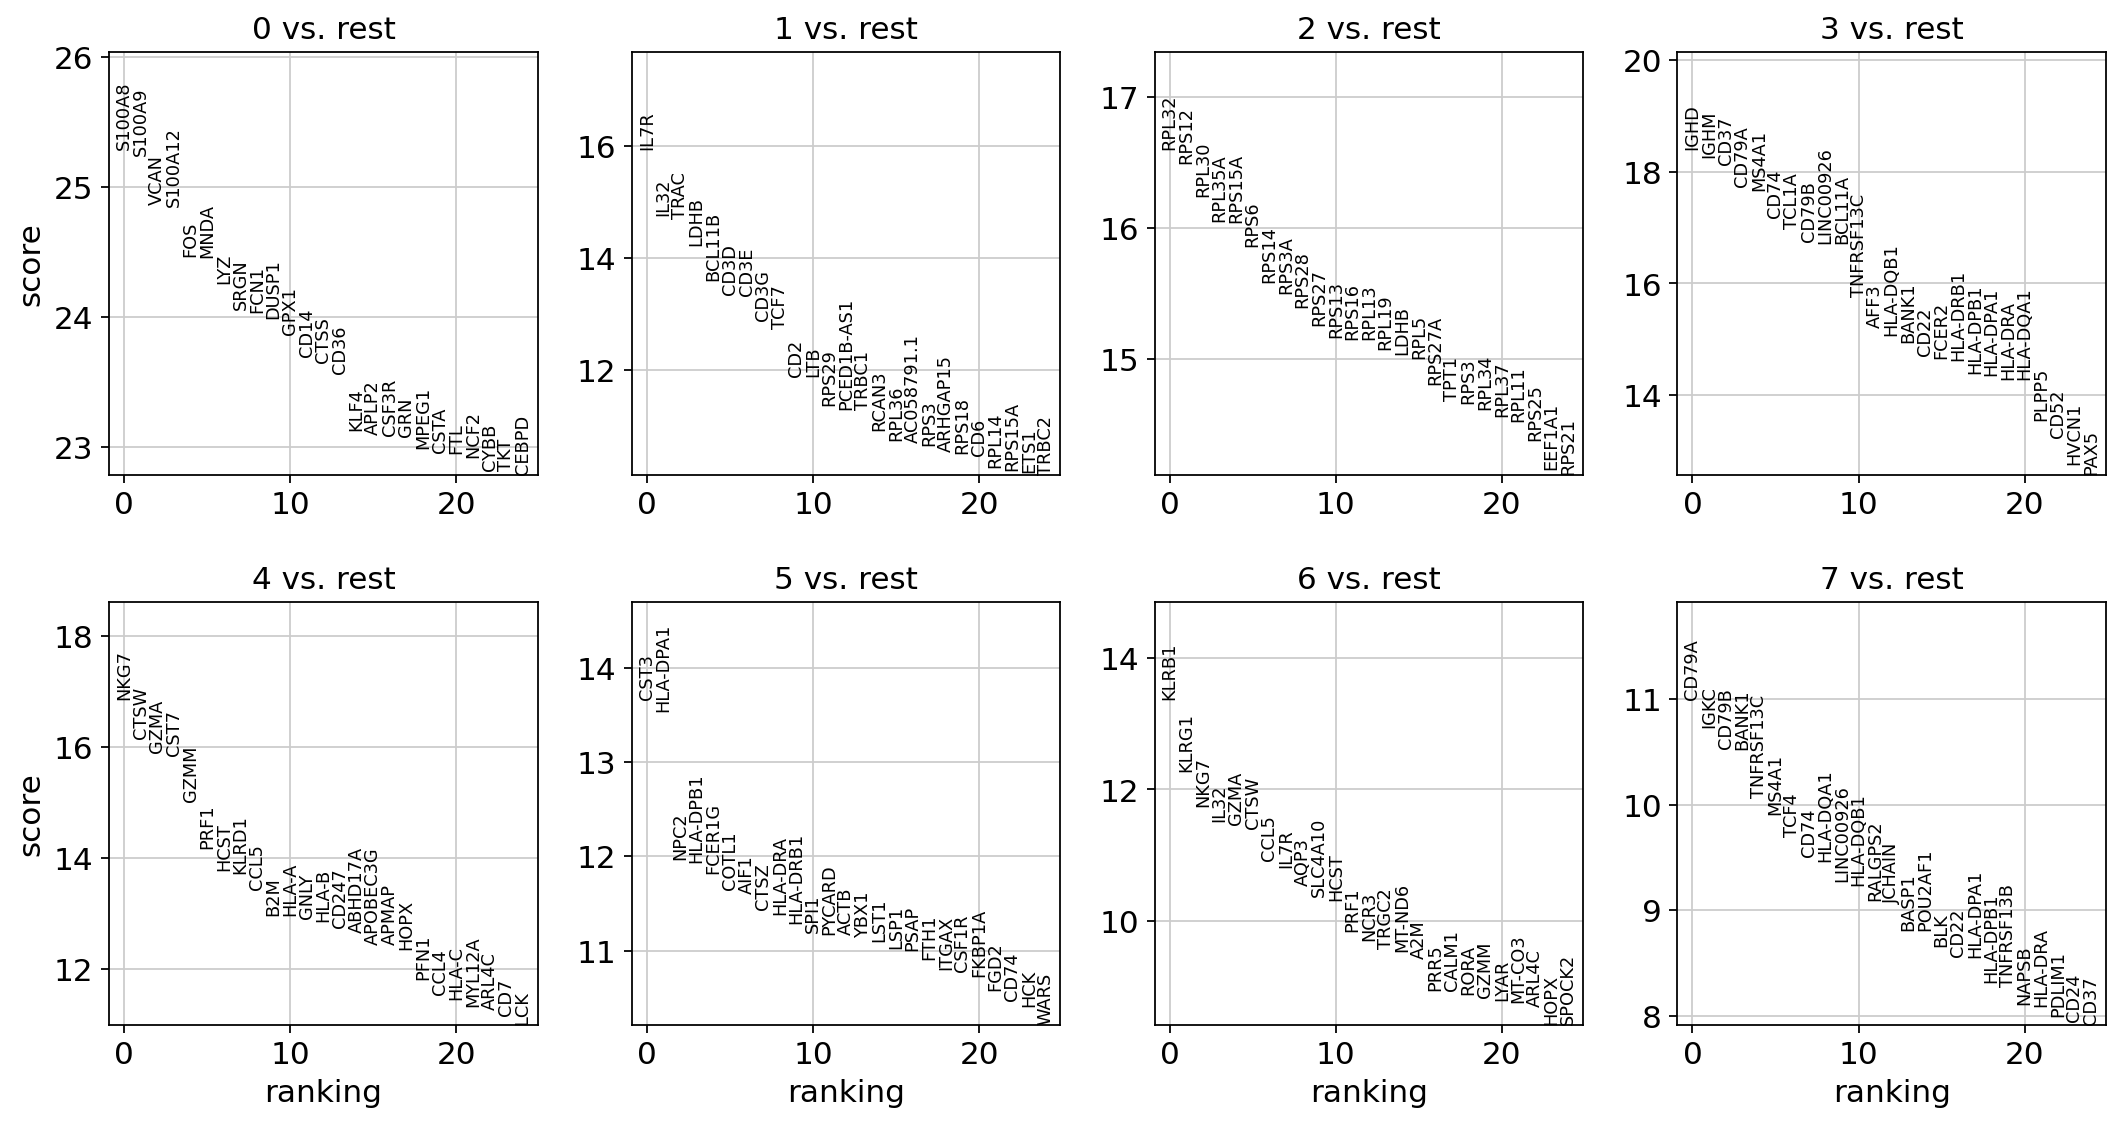 0 vs. rest
1 vs. rest
2 vs. rest
3 vs. rest
score
26
25
24
23
S100A8
S100A9
VCAN
S100A12
FOS
MNDA
LYZ
SRGN
FCN1
DUSP1
GPX1
CD14
CTSS
CD36
KLF4
APLP2
CSF3R
GRN
MPEG1
CSTA
FTL
NCF2
CYBB
TKT
CEBPD
0 10 20
16
14
12
IL7R
IL32
TRAC
LDHB
BCL11B
CD3D
CD3E
CD3G
TCF7
CD2
LTB
RPS29
PCED1B-AS1
TRBC1
RCAN3
RPL36
AC058791.1
RPS3
ARHGAP15
RPS18
CD6
RPL14
RPS15A
ETS1
TRBC2
0 10 20
17
16
15
RPL32
RPS12
RPL30
RPL35A
RPS15A
RPS6
RPS14
RPS3A
RPS28
RPS27
RPS13
RPS16
RPL13
RPL19
LDHB
RPL5
RPS27A
TPT1
RPS3
RPL34
RPL37
RPL11
RPS25
EEF1A1
RPS21
0 10 20
20
18
16
14
IGHD
IGHM
CD37
CD79A
MS4A1
CD74
TCL1A
CD79B
LINC00926
BCL11A
TNFRSF13C
AFF3
HLA-DQB1
BANK1
CD22
FCER2
HLA-DRB1
HLA-DPB1
HLA-DPA1
HLA-DRA
HLA-DQA1
PLPP5
CD52
HVCN1
PAX5
0 10 20
4 vs. rest
5 vs. rest
6 vs. rest
7 vs. rest
score
18
16
14
12
NKG7
CTSW
GZMA
CST7
GZMM
PRF1
HCST
KLRD1
CCL5
B2M
HLA-A
GNLY
HLA-B
CD247
ABHD17A
APOBEC3G
APMAP
HOPX
PFN1
CCL4
HLA-C
MYL12A
ARL4C
CD7
LCK
0 10 20
ranking
14
13
12
11
CST3
HLA-DPA1
NPC2
HLA-DPB1
FCER1G
COTL1
AIF1
CTSZ
HLA-DRA
HLA-DRB1
SPI1
PYCARD
ACTB
YBX1
LST1
LSP1
PSAP
FTH1
ITGAX
CSF1R
FKBP1A
FGD2
CD74
HCK
WARS
0 10 20
ranking
14
12
10
KLRB1
KLRG1
NKG7
IL32
GZMA
CTSW
CCL5
IL7R
AQP3
SLC4A10
HCST
PRF1
NCR3
TRGC2
MT-ND6
A2M
PRR5
CALM1
RORA
GZMM
LYAR
MT-CO3
ARL4C
HOPX
SPOCK2
0 10 20
ranking
11
10
9
8
CD79A
IGKC
CD79B
BANK1
TNFRSF13C
MS4A1
TCF4
CD74
HLA-DQA1
LINC00926
HLA-DQB1
RALGPS2
JCHAIN
BASP1
POU2AF1
BLK
CD22
HLA-DPA1
HLA-DPB1
TNFRSF13B
NAPSB
HLA-DRA
PDLIM1
CD24
CD37
0 10 20
ranking